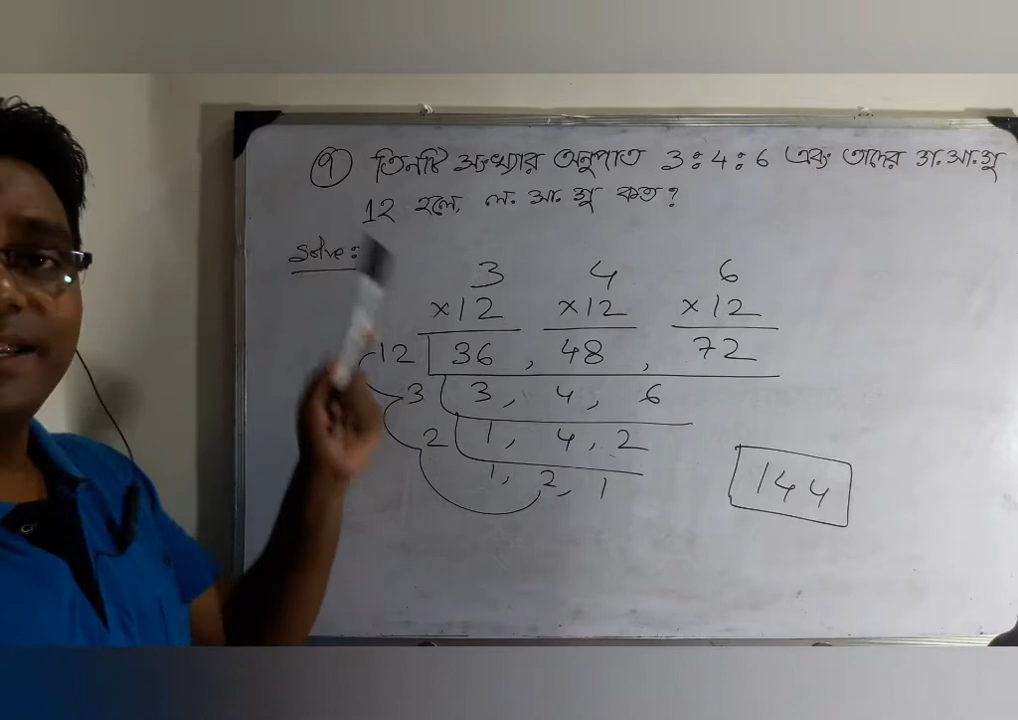 ৭ তিনটি সংখ্যার অনুপাত 3:4:6 এবং তাদের গ.সা.গু
12 হলে, ল.সা.গু কত?
Solve:
3 4 6
×12 ×12 ×12
12 36, 48, 72
3 3, 4, 6
2 1, 4, 2
1, 2, 1
144